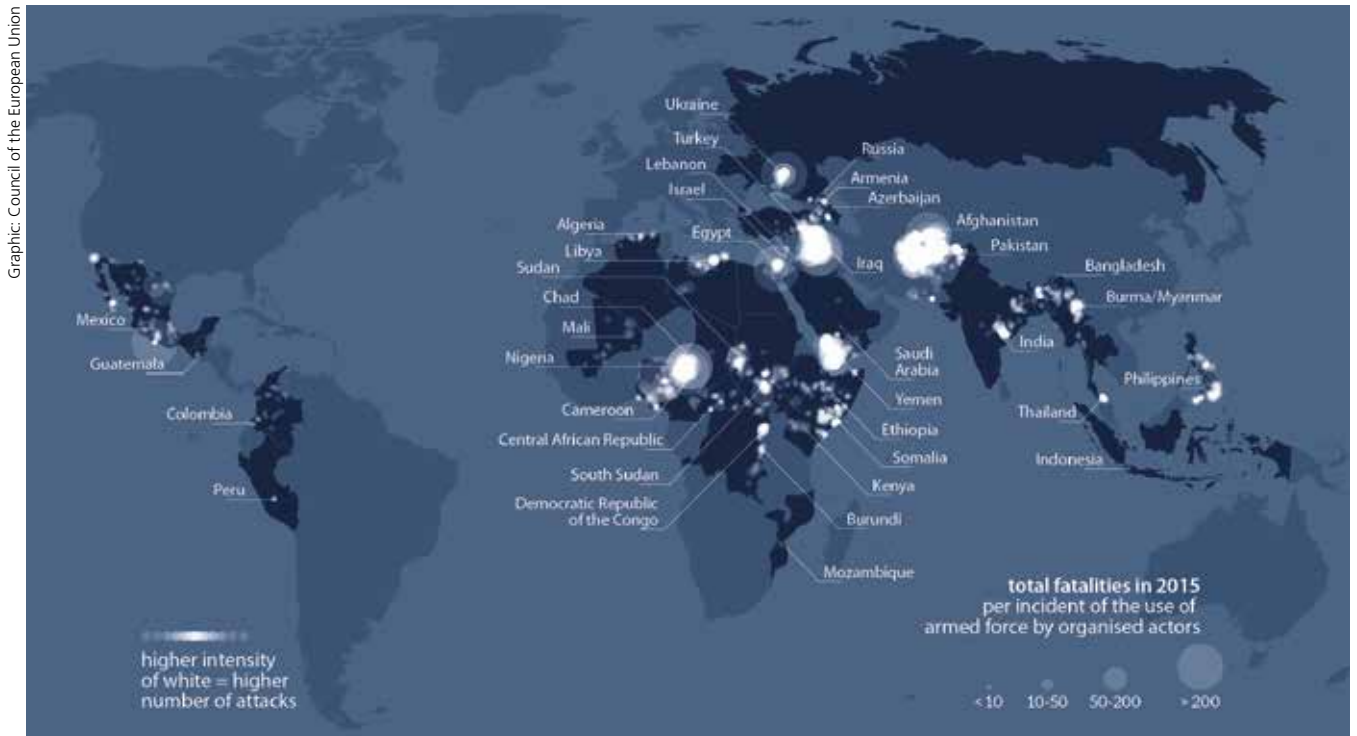 Graphic: Council of the European Union
Ukraine
Turkey
Lebanon
Israel
Russia
Armenia
Azerbaijan
Algeria
Libya
Sudan
Egypt
Iraq
Afghanistan
Pakistan
Bangladesh
Burma/Myanmar
Chad
Mali
Nigeria
Mexico
Guatemala
India
Saudi
Arabia
Philippines
Cameroon
Colombia
Yemen
Thailand
Central African Republic
Ethiopia
Somalia
Indonesia
South Sudan
Kenya
Peru
Democratic Republic
of the Congo
Burundi
Mozambique
total fatalities in 2015
per incident of the use of
armed force by organised actors
<10 10-50 50-200 >200
higher intensity
of white = higher
number of attacks